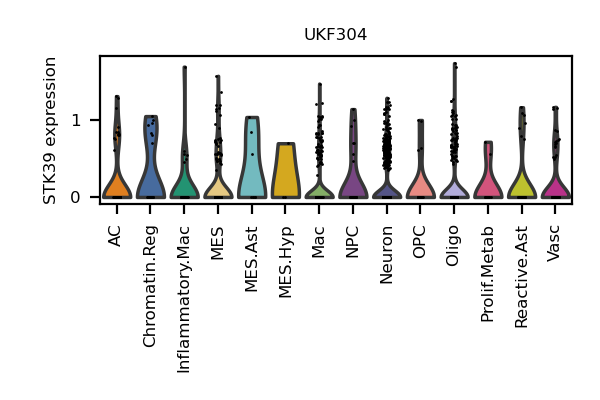 UKF304
STK39 expression
1
0
AC
Chromatin.Reg
Inflammatory.Mac
MES
MES.Ast
MES.Hyp
Mac
NPC
Neuron
OPC
Oligo
Prolif.Metab
Reactive.Ast
Vasc